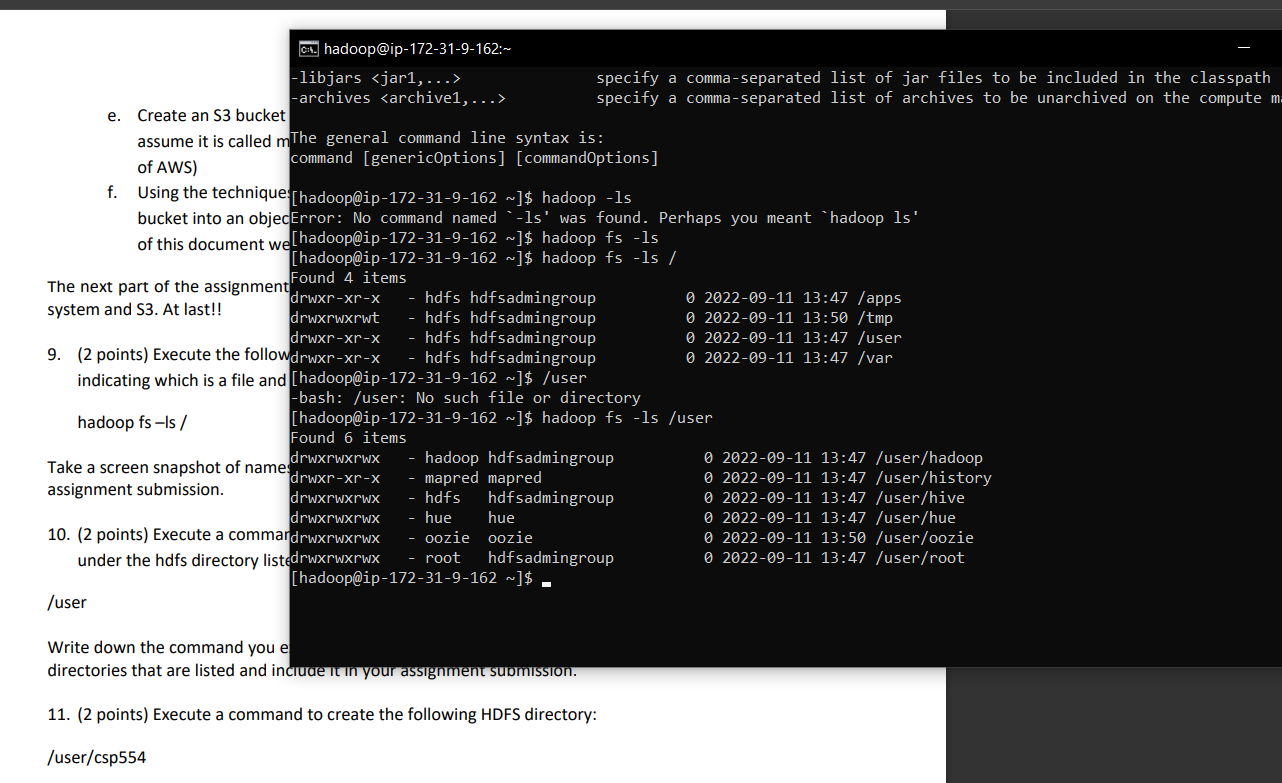 e. Create an S3 bucket
assume it is called m
of AWS)
f. Using the techniques
bucket into an objec
of this document we
The next part of the assignment
system and S3. At last!!
9. (2 points) Execute the follow
indicating which is a file and
hadoop fs –ls /
Take a screen snapshot of names
assignment submission.
10. (2 points) Execute a comman
under the hdfs directory liste
/user
Write down the command you e
directories that are listed and include it in your assignment submission.
11. (2 points) Execute a command to create the following HDFS directory:
/user/csp554
hadoop@ip-172-31-9-162:~
-libjars <jar1,...> specify a comma-separated list of jar files to be included in the classpath
-archives <archive1,...> specify a comma-separated list of archives to be unarchived on the compute ma
The general command line syntax is:
command [genericOptions] [commandOptions]
[hadoop@ip-172-31-9-162 ~]$ hadoop -ls
Error: No command named `-ls' was found. Perhaps you meant `hadoop ls'
[hadoop@ip-172-31-9-162 ~]$ hadoop fs -ls
[hadoop@ip-172-31-9-162 ~]$ hadoop fs -ls /
Found 4 items
drwxr-xr-x - hdfs hdfsadmingroup 0 2022-09-11 13:47 /apps
drwxrwxrwt - hdfs hdfsadmingroup 0 2022-09-11 13:50 /tmp
drwxr-xr-x - hdfs hdfsadmingroup 0 2022-09-11 13:47 /user
drwxr-xr-x - hdfs hdfsadmingroup 0 2022-09-11 13:47 /var
[hadoop@ip-172-31-9-162 ~]$ /user
-bash: /user: No such file or directory
[hadoop@ip-172-31-9-162 ~]$ hadoop fs -ls /user
Found 6 items
drwxrwxrwx - hadoop hdfsadmingroup 0 2022-09-11 13:47 /user/hadoop
drwxr-xr-x - mapred mapred 0 2022-09-11 13:47 /user/history
drwxrwxrwx - hdfs hdfsadmingroup 0 2022-09-11 13:47 /user/hive
drwxrwxrwx - hue hue 0 2022-09-11 13:47 /user/hue
drwxrwxrwx - oozie oozie 0 2022-09-11 13:50 /user/oozie
drwxrwxrwx - root hdfsadmingroup 0 2022-09-11 13:47 /user/root
[hadoop@ip-172-31-9-162 ~]$